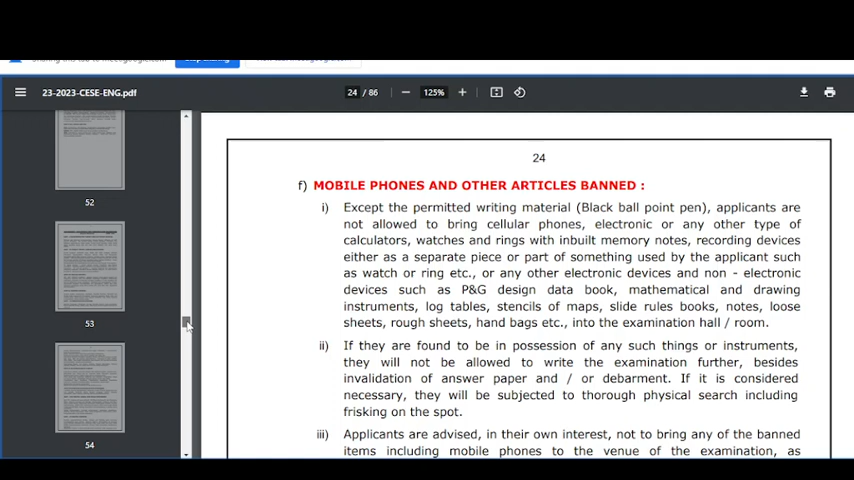 23-2023-CESE-ENG.pdf
24 / 86
125%
52
53
54
24
f) MOBILE PHONES AND OTHER ARTICLES BANNED :
i) Except the permitted writing material (Black ball point pen), applicants are
not allowed to bring cellular phones, electronic or any other type of
calculators, watches and rings with inbuilt memory notes, recording devices
either as a separate piece or part of something used by the applicant such
as watch or ring etc., or any other electronic devices and non - electronic
devices such as P&G design data book, mathematical and drawing
instruments, log tables, stencils of maps, slide rules books, notes, loose
sheets, rough sheets, hand bags etc., into the examination hall / room.
ii) If they are found to be in possession of any such things or instruments,
they will not be allowed to write the examination further, besides
invalidation of answer paper and / or debarment. If it is considered
necessary, they will be subjected to thorough physical search including
frisking on the spot.
iii) Applicants are advised, in their own interest, not to bring any of the banned
items including mobile phones to the venue of the examination, as